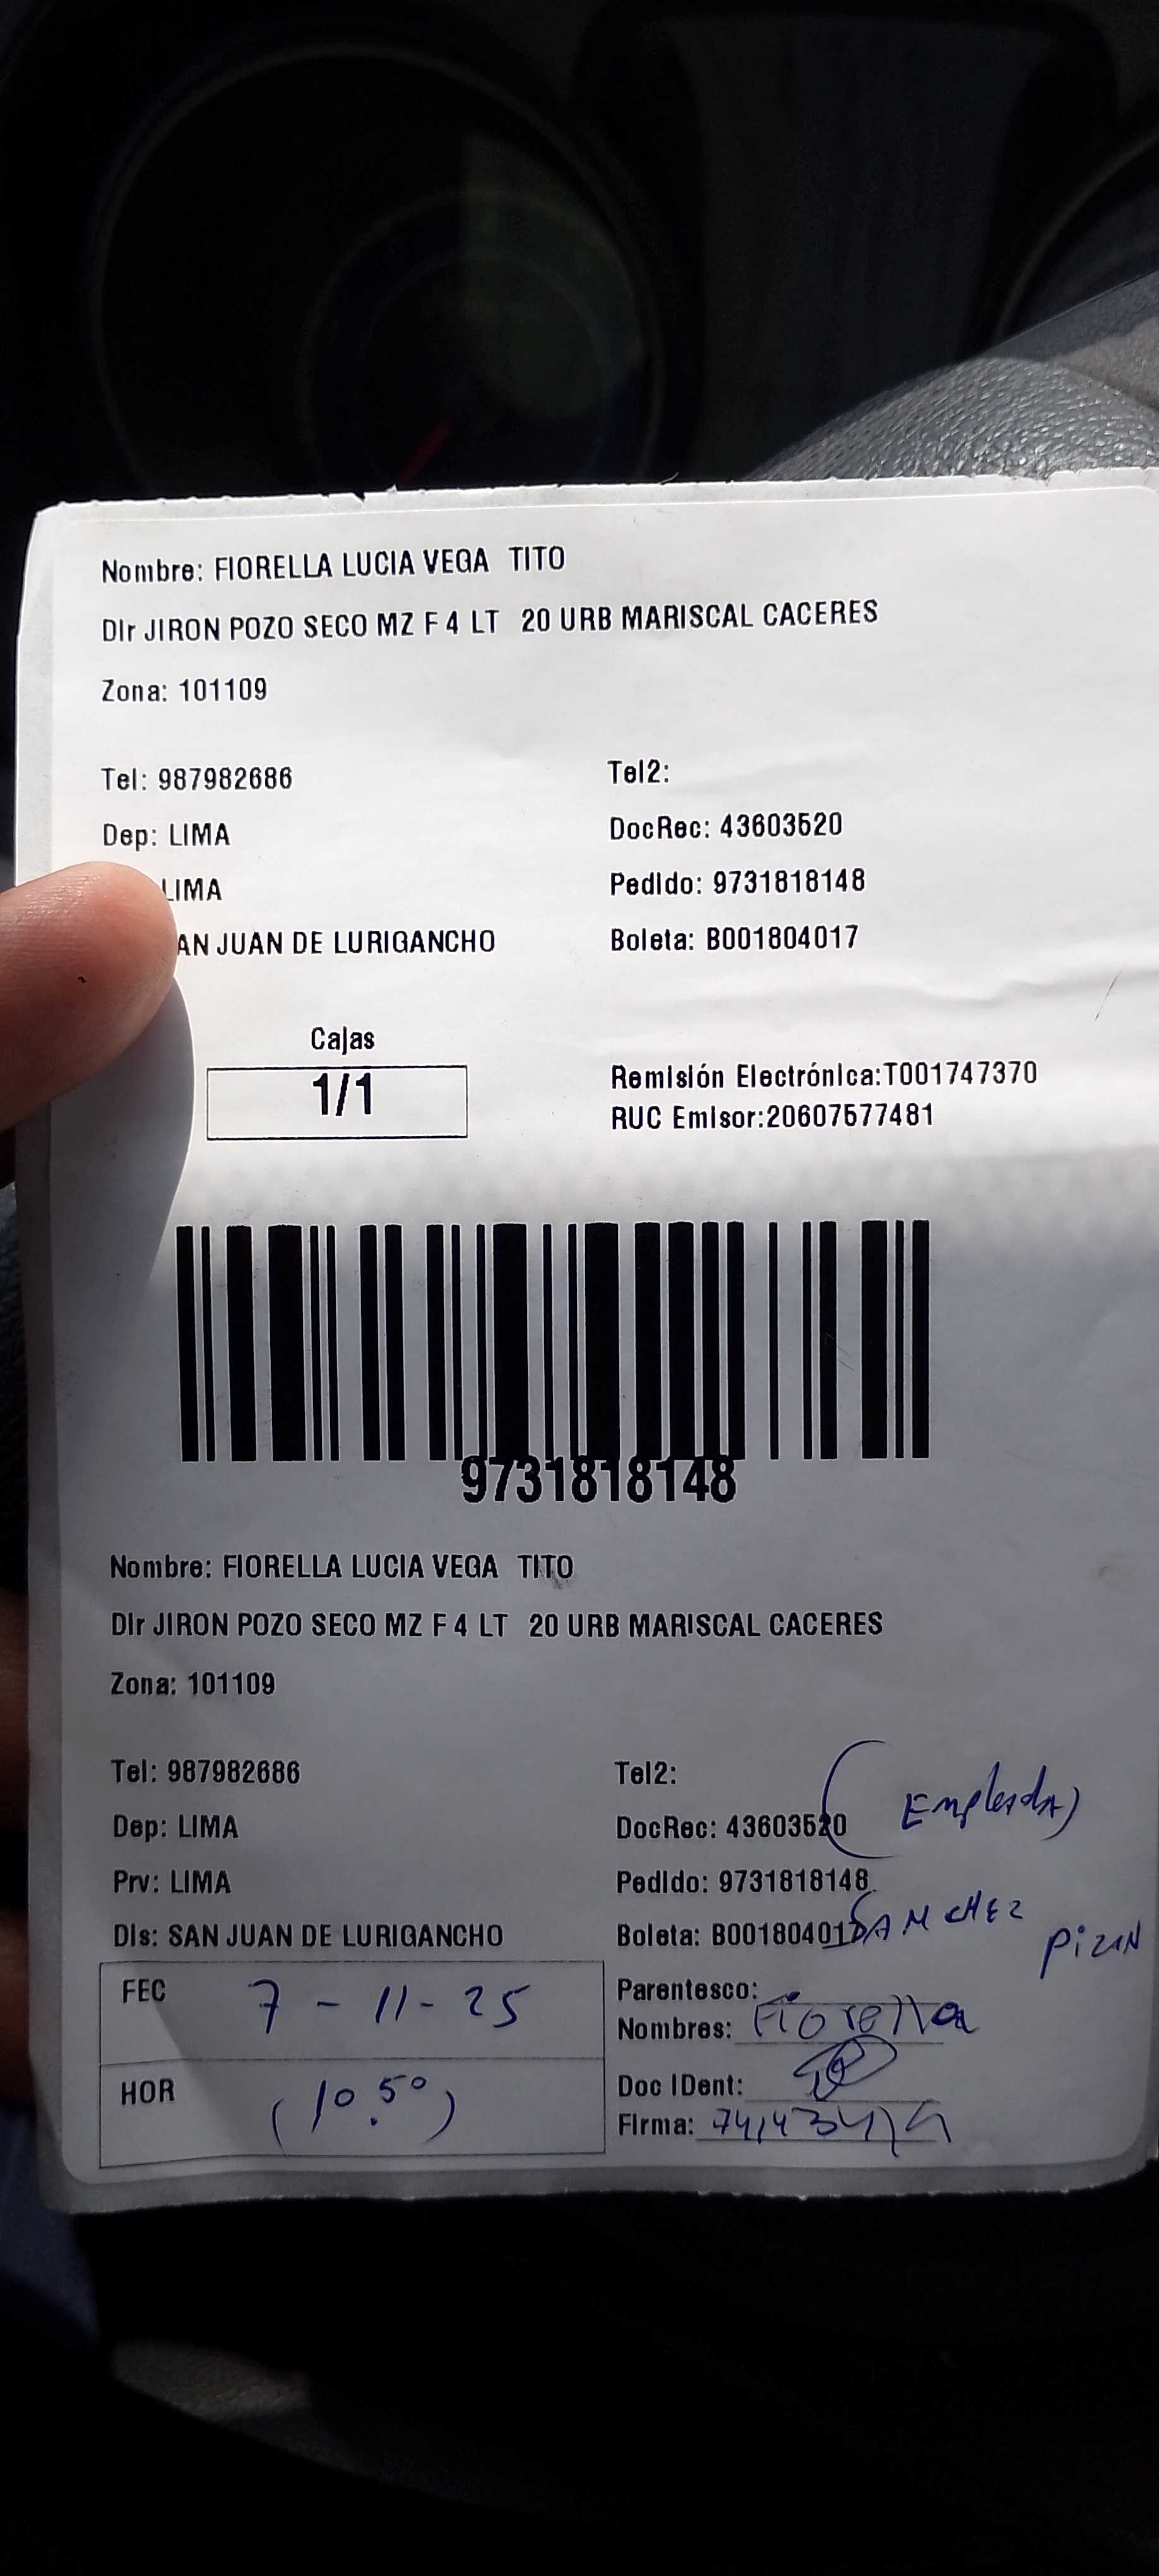 Nombre: FIORELLA LUCIA VEGA TITO
Dir JIRON POZO SECO MZ F 4 LT 20 URB MARISCAL CACERES
Zona: 101109
Tel: 987982686 Tel2:
Dep: LIMA DocRec: 43603520
LIMA Pedido: 9731818148
AN JUAN DE LURIGANCHO Boleta: B001804017
Cajas
1/1
Remisión Electrónica:T001747370
RUC Emisor:20607577481
9731818148
Nombre: FIORELLA LUCIA VEGA TITO
Dir JIRON POZO SECO MZ F 4 LT 20 URB MARISCAL CACERES
Zona: 101109
Tel: 987982686 Tel2:
Dep: LIMA DocRec: 43603520
Prv: LIMA Pedido: 9731818148
Dis: SAN JUAN DE LURIGANCHO Boleta: B001804017
SANCHEZ
FEC 7-11-25
HOR (10.50)
Parentesco:
Nombres: Fiorella
Doc IDent:
Firma: